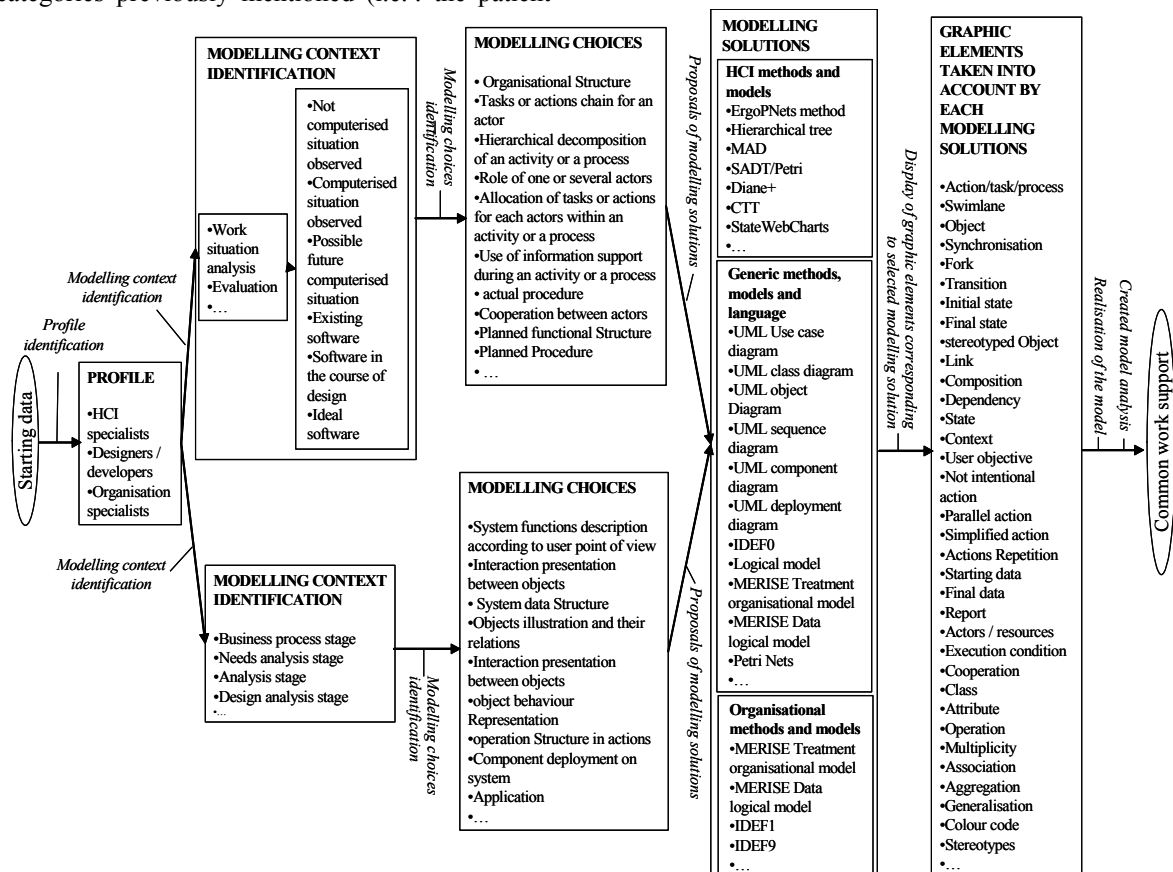 categories previously mentioned (i.e. : the patient
Starting data
Profile
identification
PROFILE
•HCI
specialists
•Designers /
developers
•Organisation
specialists
Modelling context
identification
Modelling context
identification
MODELLING CONTEXT
IDENTIFICATION
•Work
situation
analysis
•Evaluation
•…
•Not
computerised
situation
observed
•Computerised
situation
observed
•Possible
future
computerised
situation
•Existing
software
•Software in
the course of
design
•Ideal
software
MODELLING CONTEXT
IDENTIFICATION
•Business process stage
•Needs analysis stage
•Analysis stage
•Design analysis stage
•...
Modelling choices
identification
Modelling choices
identification
MODELLING CHOICES
• Organisational Structure
•Tasks or actions chain for an
actor
•Hierarchical decomposition
of an activity or a process
•Role of one or several actors
•Allocation of tasks or actions
for each actors within an
activity or a process
•Use of information support
during an activity or a process
• actual procedure
•Cooperation between actors
•Planned functional Structure
•Planned Procedure
• …
MODELLING CHOICES
•System functions description
according to user point of view
•Interaction presentation
between objects
• System data Structure
•Objects illustration and their
relations
•Interaction presentation
between objects
•object behaviour
Representation
•operation Structure in actions
•Component deployment on
system
•Application
•…
Proposals of modelling solutions
Proposals of modelling solutions
MODELLING
SOLUTIONS
HCI methods and
models
•ErgoPNets method
•Hierarchical tree
•MAD
•SADT/Petri
•Diane+
•CTT
•StateWebCharts
•…
Generic methods,
models and
language
•UML Use case
diagram
•UML class diagram
•UML object
Diagram
•UML sequence
diagram
•UML component
diagram
•UML deployment
diagram
•IDEF0
•Logical model
•MERISE Treatment
organisational model
•MERISE Data
logical model
•Petri Nets
•…
Organisational
methods and models
•MERISE Treatment
organisational model
•MERISE Data
logical model
•IDEF1
•IDEF9
•…
Display of graphic elements corresponding
to selected modelling solution
GRAPHIC
ELEMENTS
TAKEN INTO
ACCOUNT BY
EACH
MODELLING
SOLUTIONS
•Action/task/process
•Swimlane
•Object
•Synchronisation
•Fork
•Transition
•Initial state
•Final state
•stereotyped Object
•Link
•Composition
•Dependency
•State
•Context
•User objective
•Not intentional
action
•Parallel action
•Simplified action
•Actions Repetition
•Starting data
•Final data
•Report
•Actors / resources
•Execution condition
•Cooperation
•Class
•Attribute
•Operation
•Multiplicity
•Association
•Aggregation
•Generalisation
•Colour code
•Stereotypes
•…
Created model analysis
Realisation of the model
Common work support